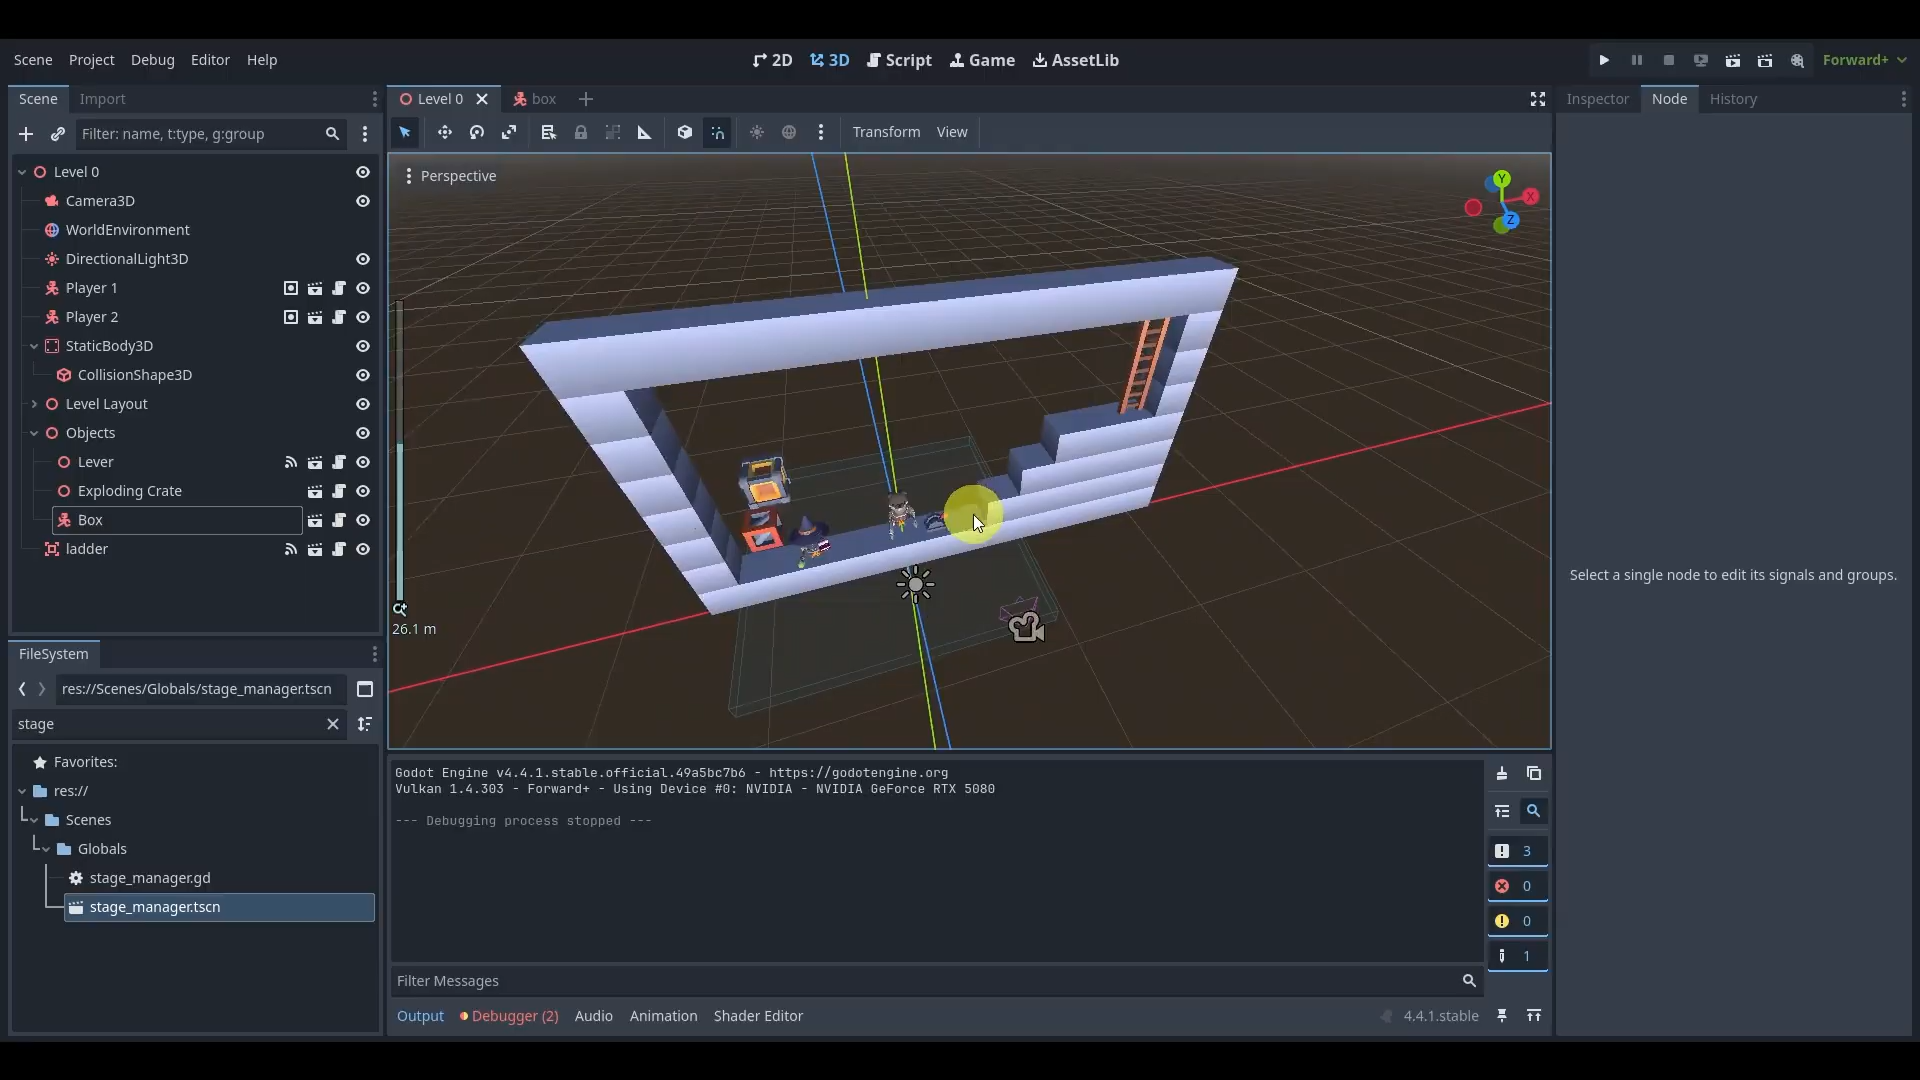 Scene Project Debug Editor Help
2D 3D Script Game AssetLib
Forward+
Scene Import
Filter: name, t:type, g:group
Level 0
Camera3D
WorldEnvironment
DirectionalLight3D
Player 1
Player 2
StaticBody3D
CollisionShape3D
Level Layout
Objects
Lever
Exploding Crate
Box
ladder
FileSystem
res://Scenes/Globals/stage_manager.tscn
stage
Favorites:
res://
Scenes
Globals
stage_manager.gd
stage_manager.tscn
Level 0 box
Transform View
Perspective
Y
X
Z
26.1 m
Godot Engine v4.4.1.stable.official.49a5bc7b6 - https://godotengine.org
Vulkan 1.4.303 - Forward+ - Using Device #0: NVIDIA - NVIDIA GeForce RTX 5080
--- Debugging process stopped ---
3
0
0
1
Filter Messages
Output Debugger (2) Audio Animation Shader Editor
4.4.1.stable
Inspector Node History
Select a single node to edit its signals and groups.